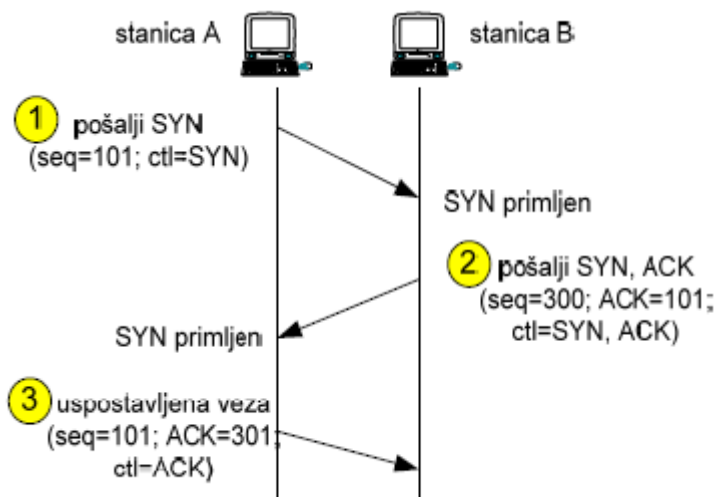 stanica A
stanica B
1 pošalji SYN
(seq=101; ctl=SYN)
SYN primljen
2 pošalji SYN, ACK
(seq=300; ACK=101;
ctl=SYN, ACK)
SYN primljen
3 uspostavljena veza
(seq=101; ACK=301;
ctl=ACK)